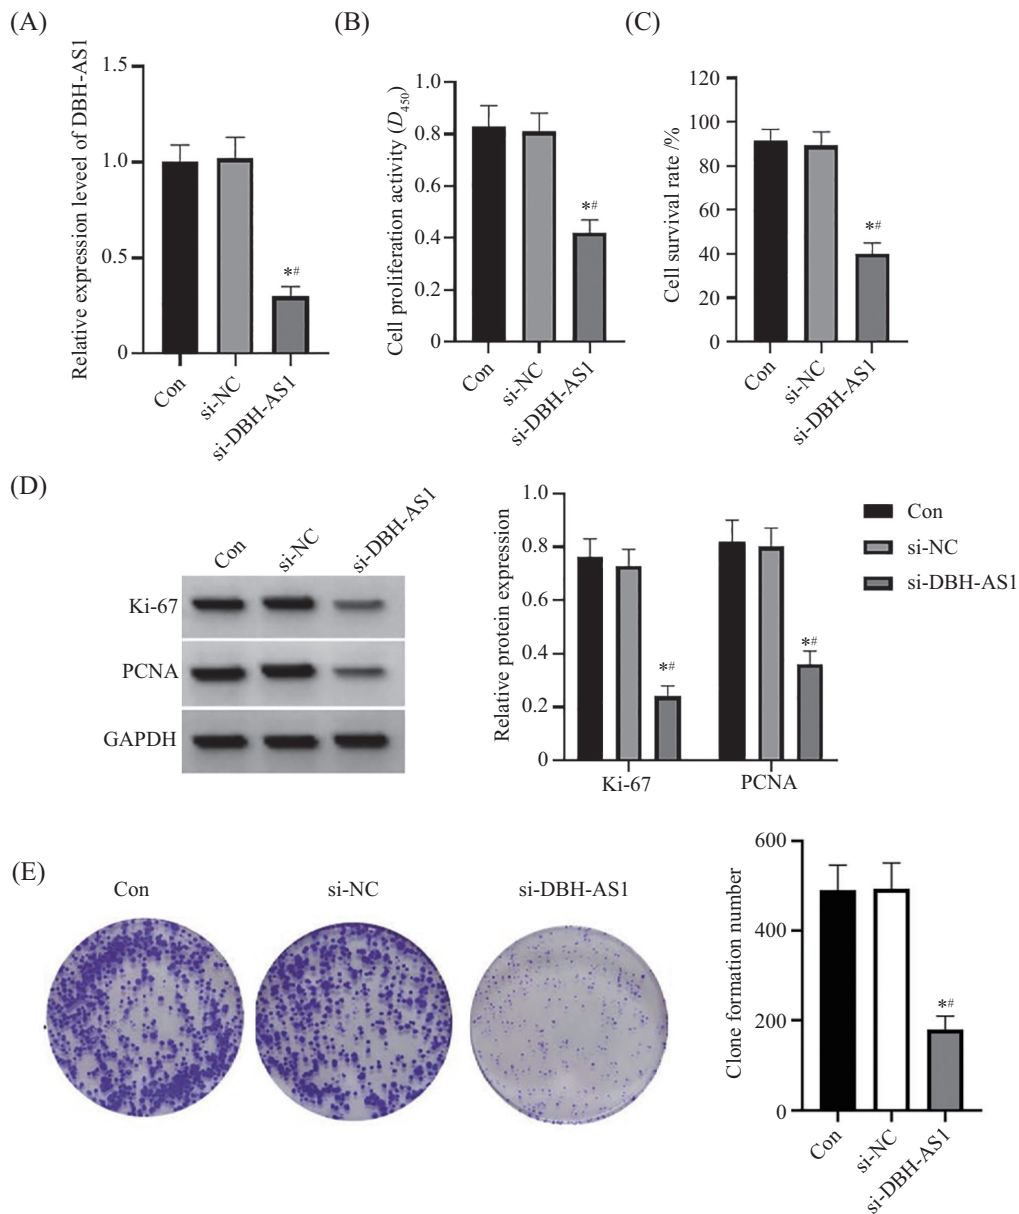 (A)
Relative expression leveel of DBH-AS1
1.5
1.0
0.5
0
*#
Con
si-NC
si-DBH-AS1
(B)
Cell proliferation activity (D450)
1.0
0.8
0.6
0.4
0.2
0
*#
Con
si-NC
si-DBH-AS1
(C)
Cell survival rate /%
120
100
80
60
40
20
0
*#
Con
si-NC
si-DBH-AS1
(D)
Con
si-NC
si-DBH-AS1
Ki-67
PCNA
GAPDH
Relative protein expression
1.0
0.8
0.6
0.4
0.2
0
*#
*#
Ki-67
PCNA
Con
si-NC
si-DBH-AS1
(E)
Con
si-NC
si-DBH-AS1
Clone formation number
600
400
200
0
*#
Con
si-NC
si-DBH-AS1